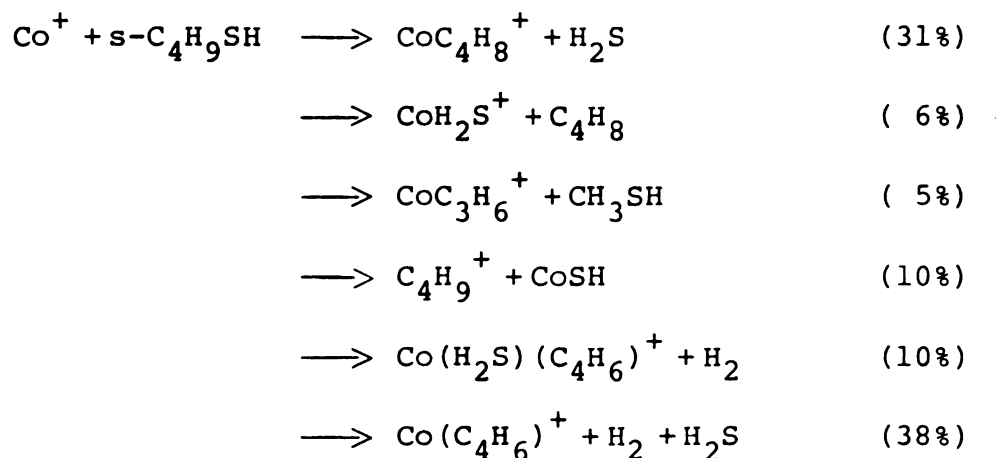 Co⁺ + s-C₄H₉SH ⟶ CoC₄H₈⁺ + H₂S (31%)
⟶ CoH₂S⁺ + C₄H₈ ( 6%)
⟶ CoC₃H₆⁺ + CH₃SH ( 5%)
⟶ C₄H₉⁺ + CoSH (10%)
⟶ Co(H₂S)(C₄H₆)⁺ + H₂ (10%)
⟶ Co(C₄H₆)⁺ + H₂ + H₂S (38%)